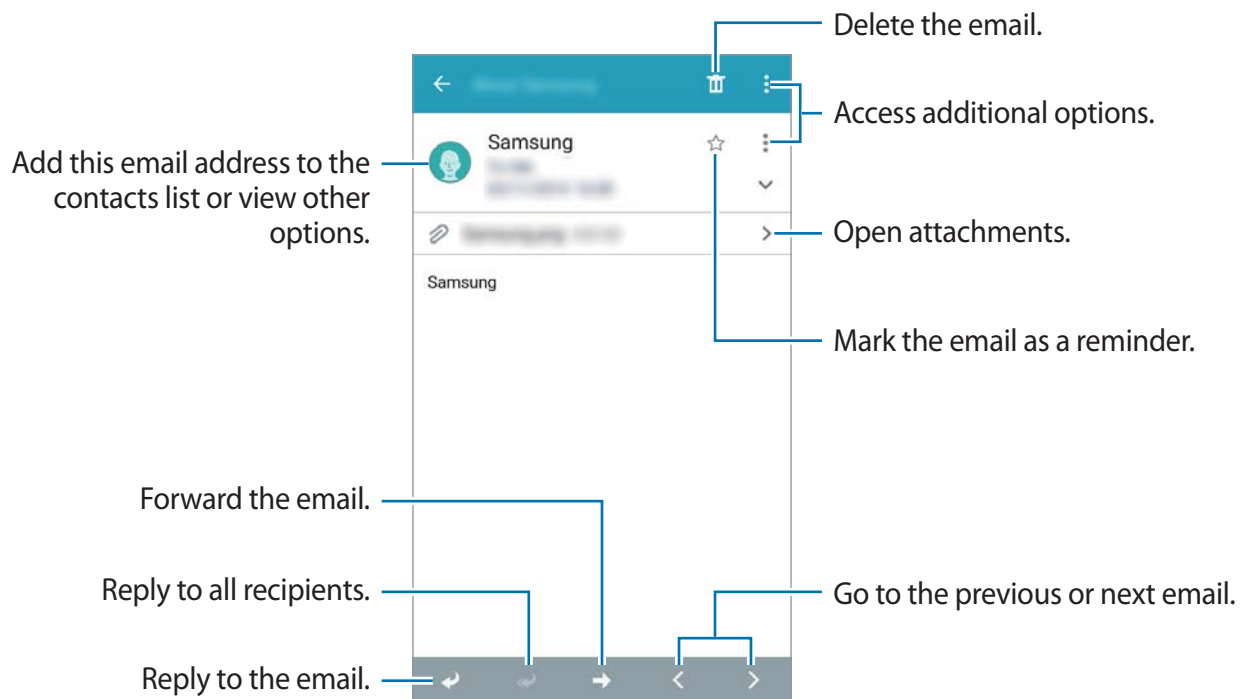 Delete the email.
Access additional options.
Samsung
Add this email address to the
contacts list or view other
options.
Open attachments.
Samsung
Mark the email as a reminder.
Forward the email.
Reply to all recipients.
Go to the previous or next email.
Reply to the email.